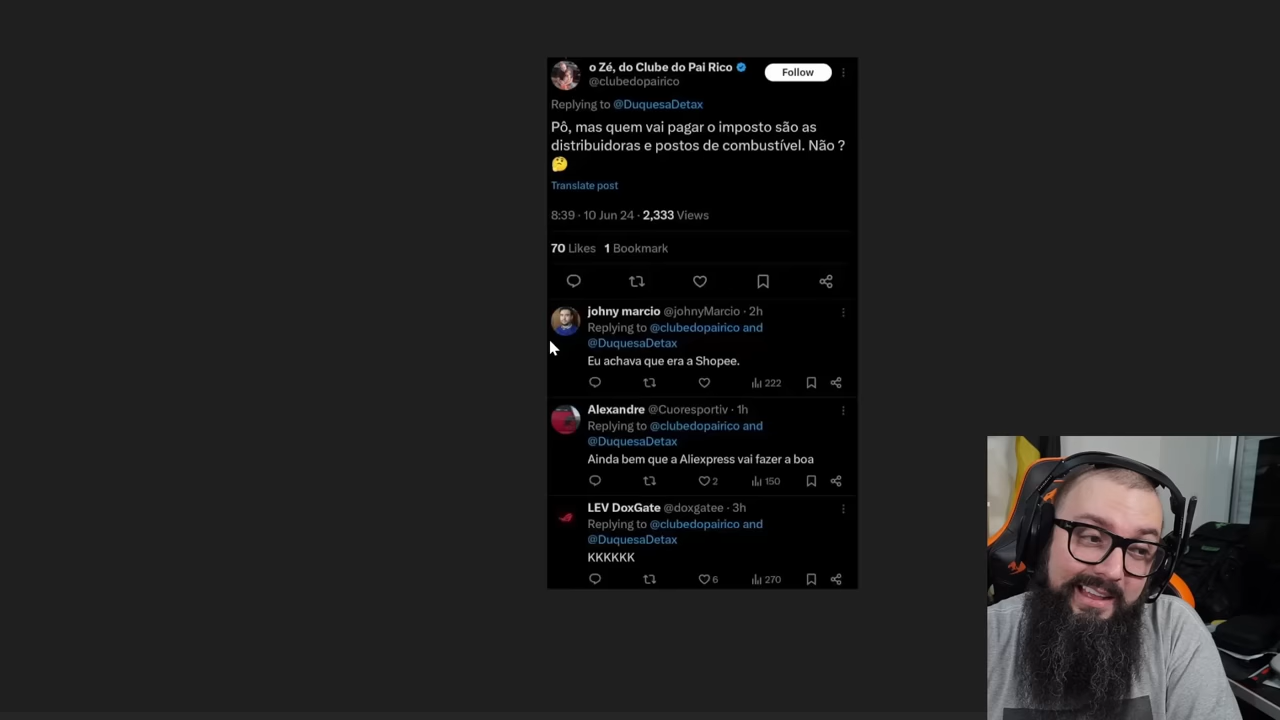 o Zé, do Clube do Pai Rico
Follow
@clubedopairico
Replying to @DuquesaDetax
Pô, mas quem vai pagar o imposto são as
distribuidoras e postos de combustível. Não ?
🤔
Translate post
8:39 · 10 Jun 24 · 2,333 Views
70 Likes 1 Bookmark
johny marcio @johnyMarcio · 2h
Replying to @clubedopairico and
@DuquesaDetax
Eu achava que era a Shopee.
222
Alexandre @Cuoresportiv · 1h
Replying to @clubedopairico and
@DuquesaDetax
Ainda bem que a Aliexpress vai fazer a boa
2 150
LEV DoxGate @doxgatee · 3h
Replying to @clubedopairico and
@DuquesaDetax
KKKKKK
6 270